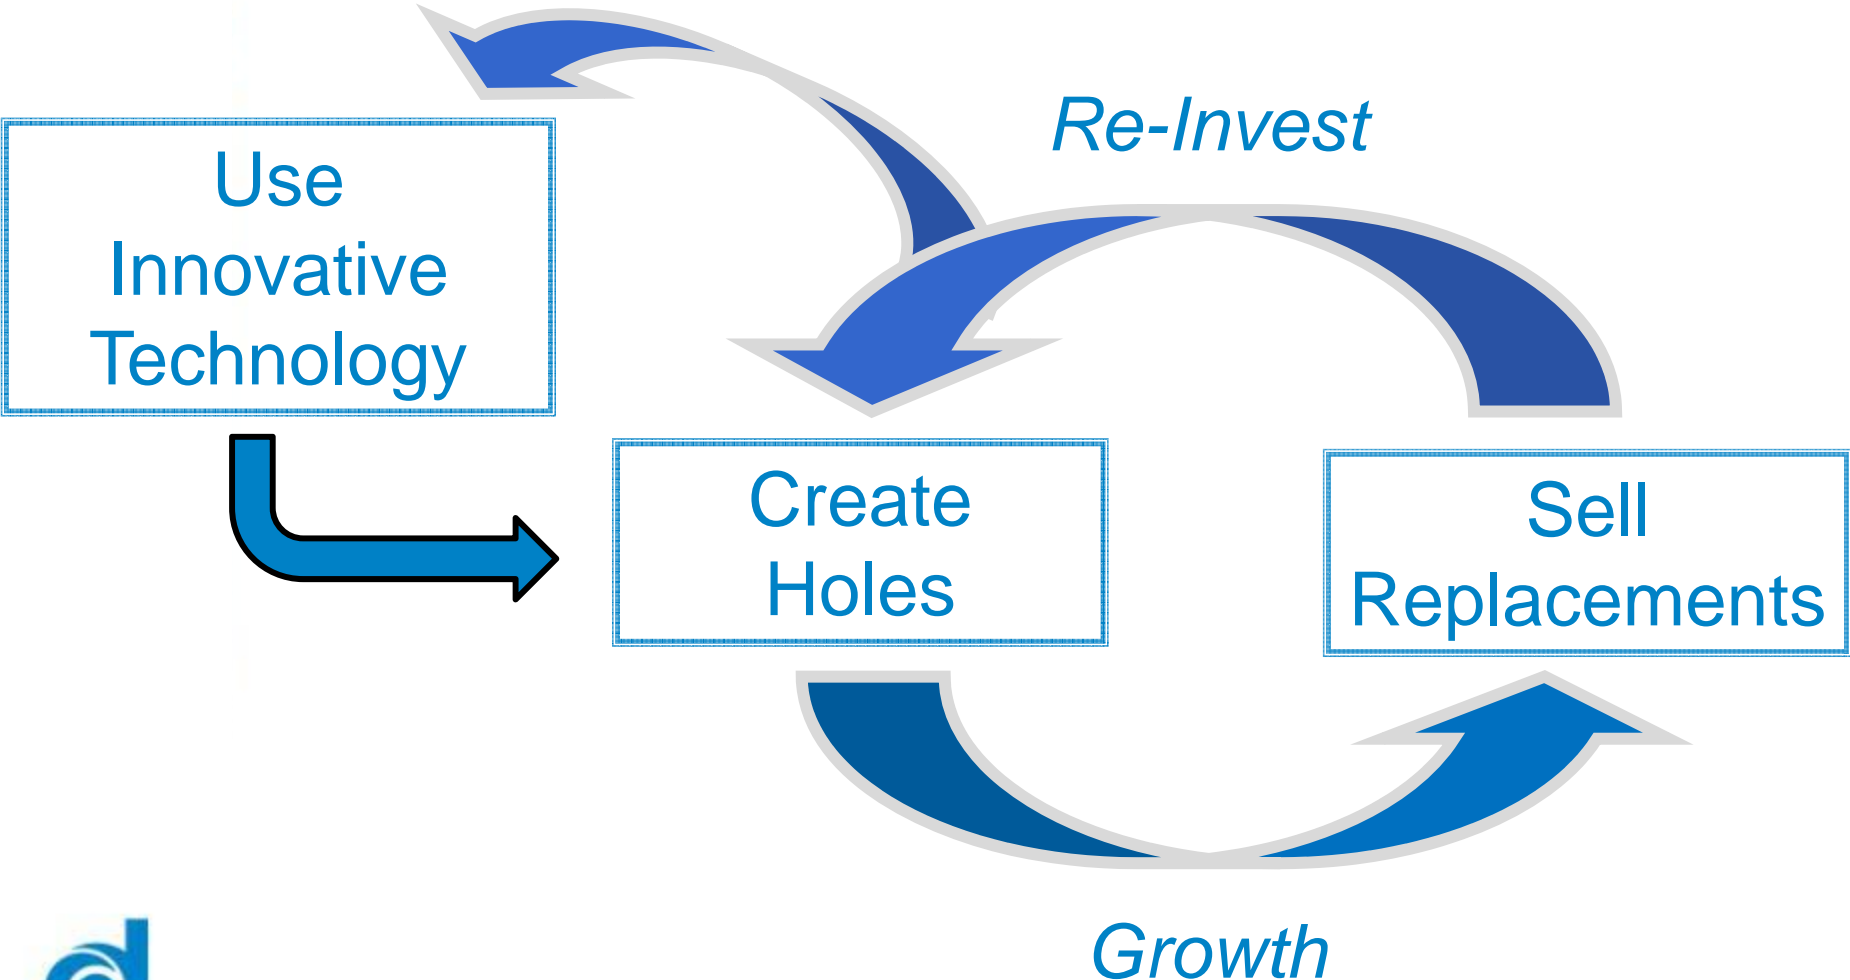 Re-Invest
Use
Innovative
Technology
Create
Holes
Sell
Replacements
Growth